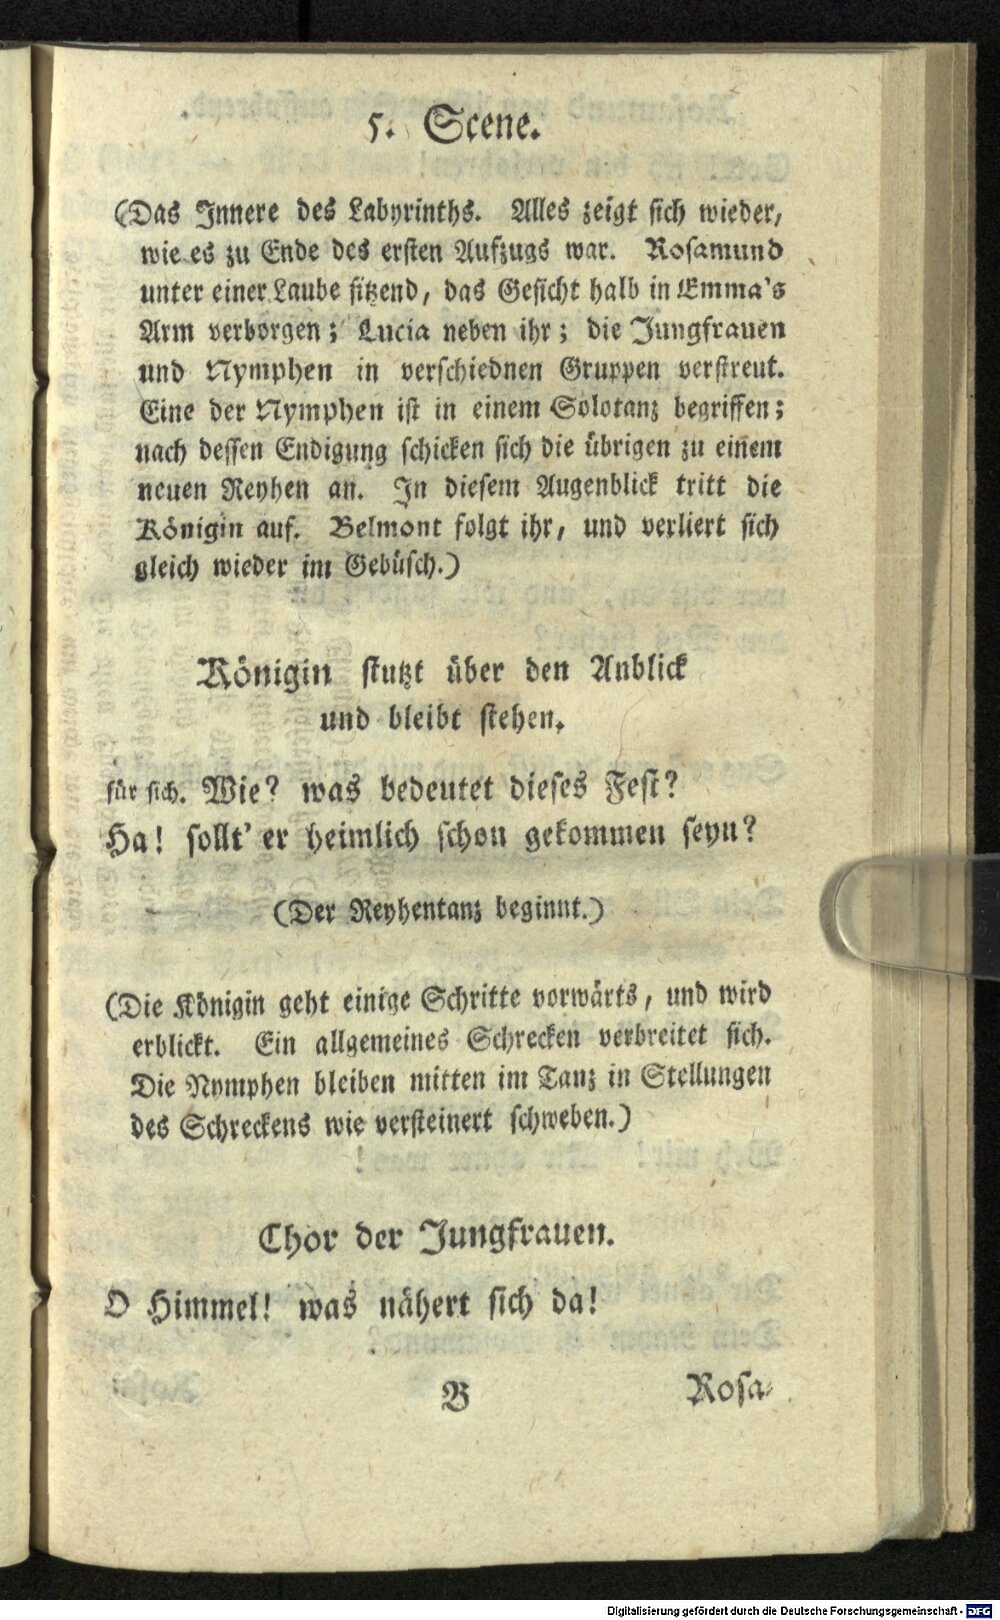 5. Scene.
(Das Innere des Labyrinths. Alles zeigt sich wieder,
wie es zu Ende des ersten Aufzugs war. Rosamund
unter einer Laube sitzend, das Gesicht halb in Emma's
Arm verborgen; Lucia neben ihr; die Jungfrauen
und Nymphen in verschiednen Gruppen verstreut.
Eine der Nymphen ist in einem Solotanz begriffen;
nach dessen Endigung schicken sich die übrigen zu einem
neuen Reyhen an. In diesem Augenblick tritt die
Königin auf. Belmont folgt ihr, und verliert sich
gleich wieder im Gebüsch.)
Königin stutzt über den Anblick
und bleibt stehen.
für sich. Wie? was bedeutet dieses Fest?
Ha! sollt' er heimlich schon gekommen seyn?
(Der Reyhentanz beginnt.)
(Die Königin geht einige Schritte vorwärts, und wird
erblickt. Ein allgemeines Schrecken verbreitet sich.
Die Nymphen bleiben mitten im Tanz in Stellungen
des Schreckens wie versteinert schweben.)
Chor der Jungfrauen.
O Himmel! was nähert sich da!
B Rosa-
Digitalisierung gefördert durch die Deutsche Forschungsgemeinschaft - DFG